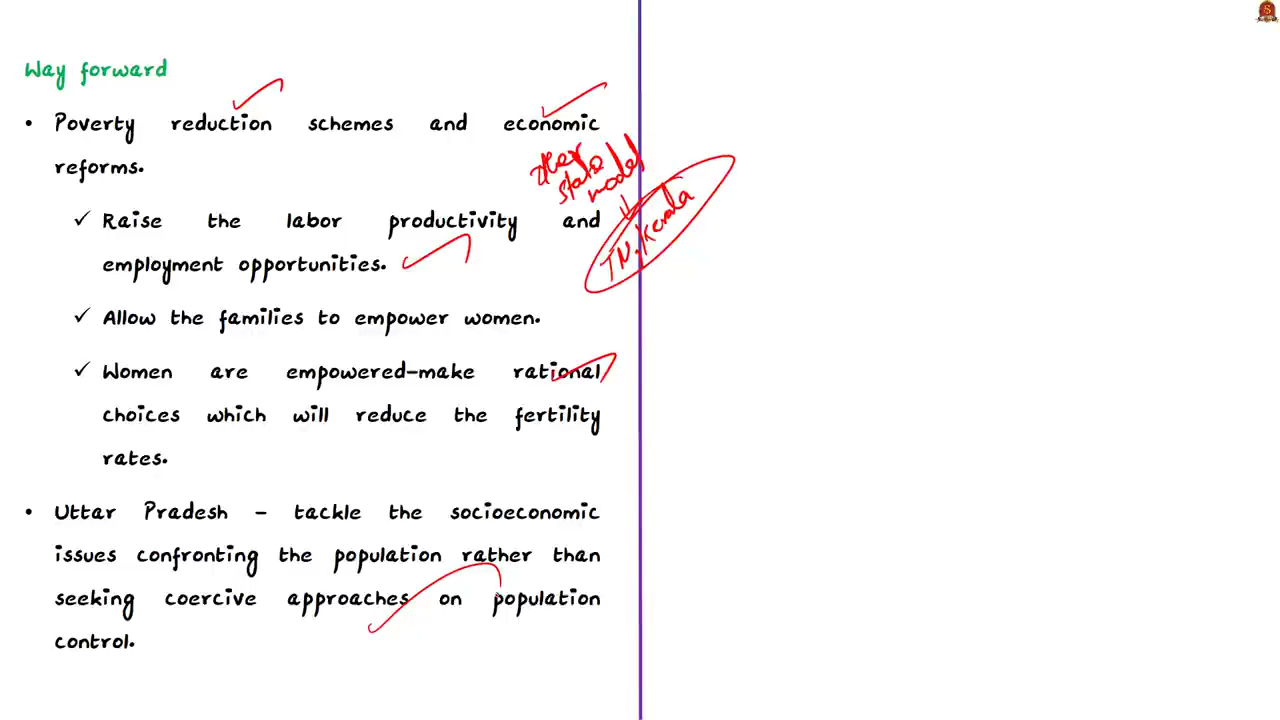 Way forward
• Poverty reduction schemes and economic
reforms.
✓ Raise the labor productivity and
employment opportunities.
✓ Allow the families to empower women.
✓ Women are empowered-make rational
choices which will reduce the fertility
rates.
• Uttar Pradesh - tackle the socioeconomic
issues confronting the population rather than
seeking coercive approaches on population
control.
other
state
model
TN, Kerala
S